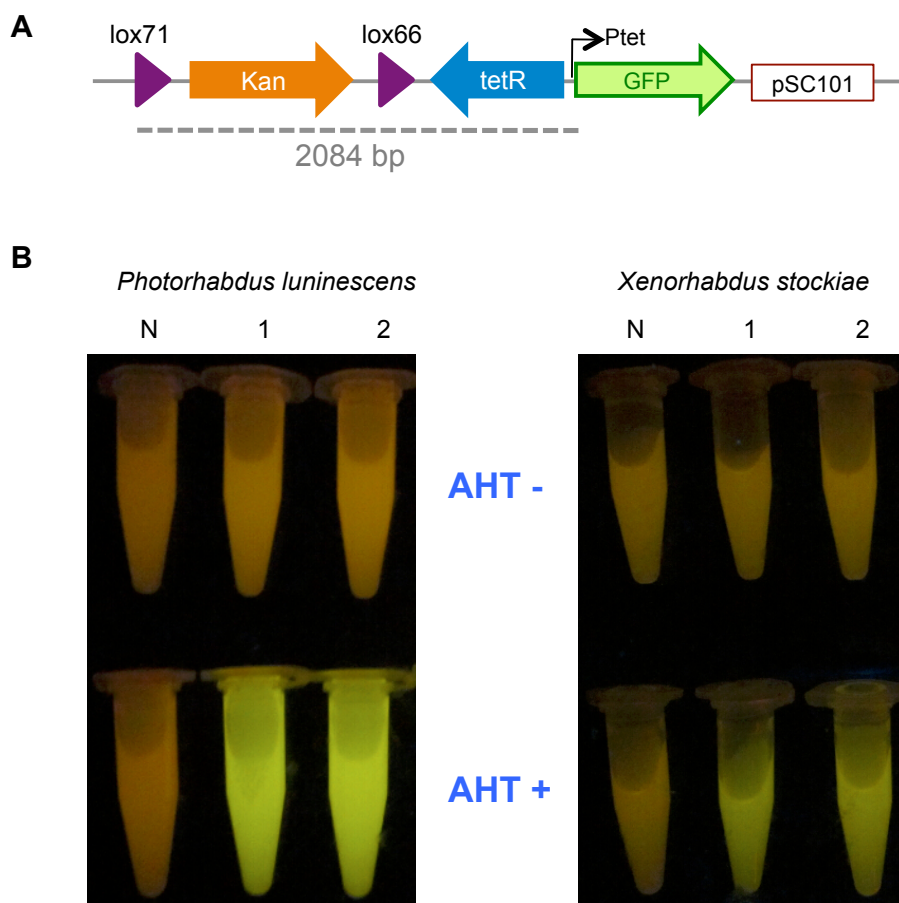 A
lox71 lox66 Ptet
Kan tetR GFP pSC101
2084 bp
B
Photorhabdus luninescens Xenorhabdus stockiae
N 1 2 N 1 2
AHT -
AHT +